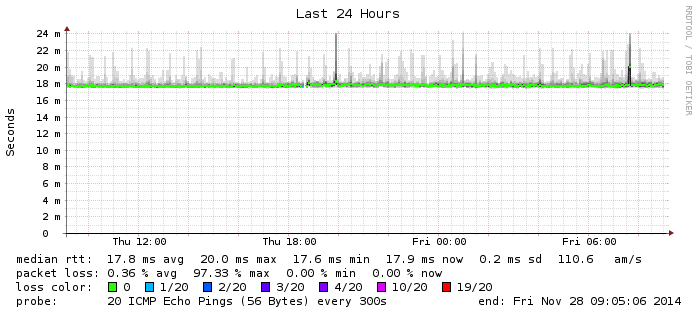 Last 24 Hours
RRDTOOL / TOBI OETIKER
Seconds
24 m
22 m
20 m
18 m
16 m
14 m
12 m
10 m
8 m
6 m
4 m
2 m
0
Thu 12:00 Thu 18:00 Fri 00:00 Fri 06:00
median rtt: 17.8 ms avg 20.0 ms max 17.6 ms min 17.9 ms now 0.2 ms sd 110.6 am/s
packet loss: 0.36 % avg 97.33 % max 0.00 % min 0.00 % now
loss color: 0 1/20 2/20 3/20 4/20 10/20 19/20
probe: 20 ICMP Echo Pings (56 Bytes) every 300s end: Fri Nov 28 09:05:06 2014